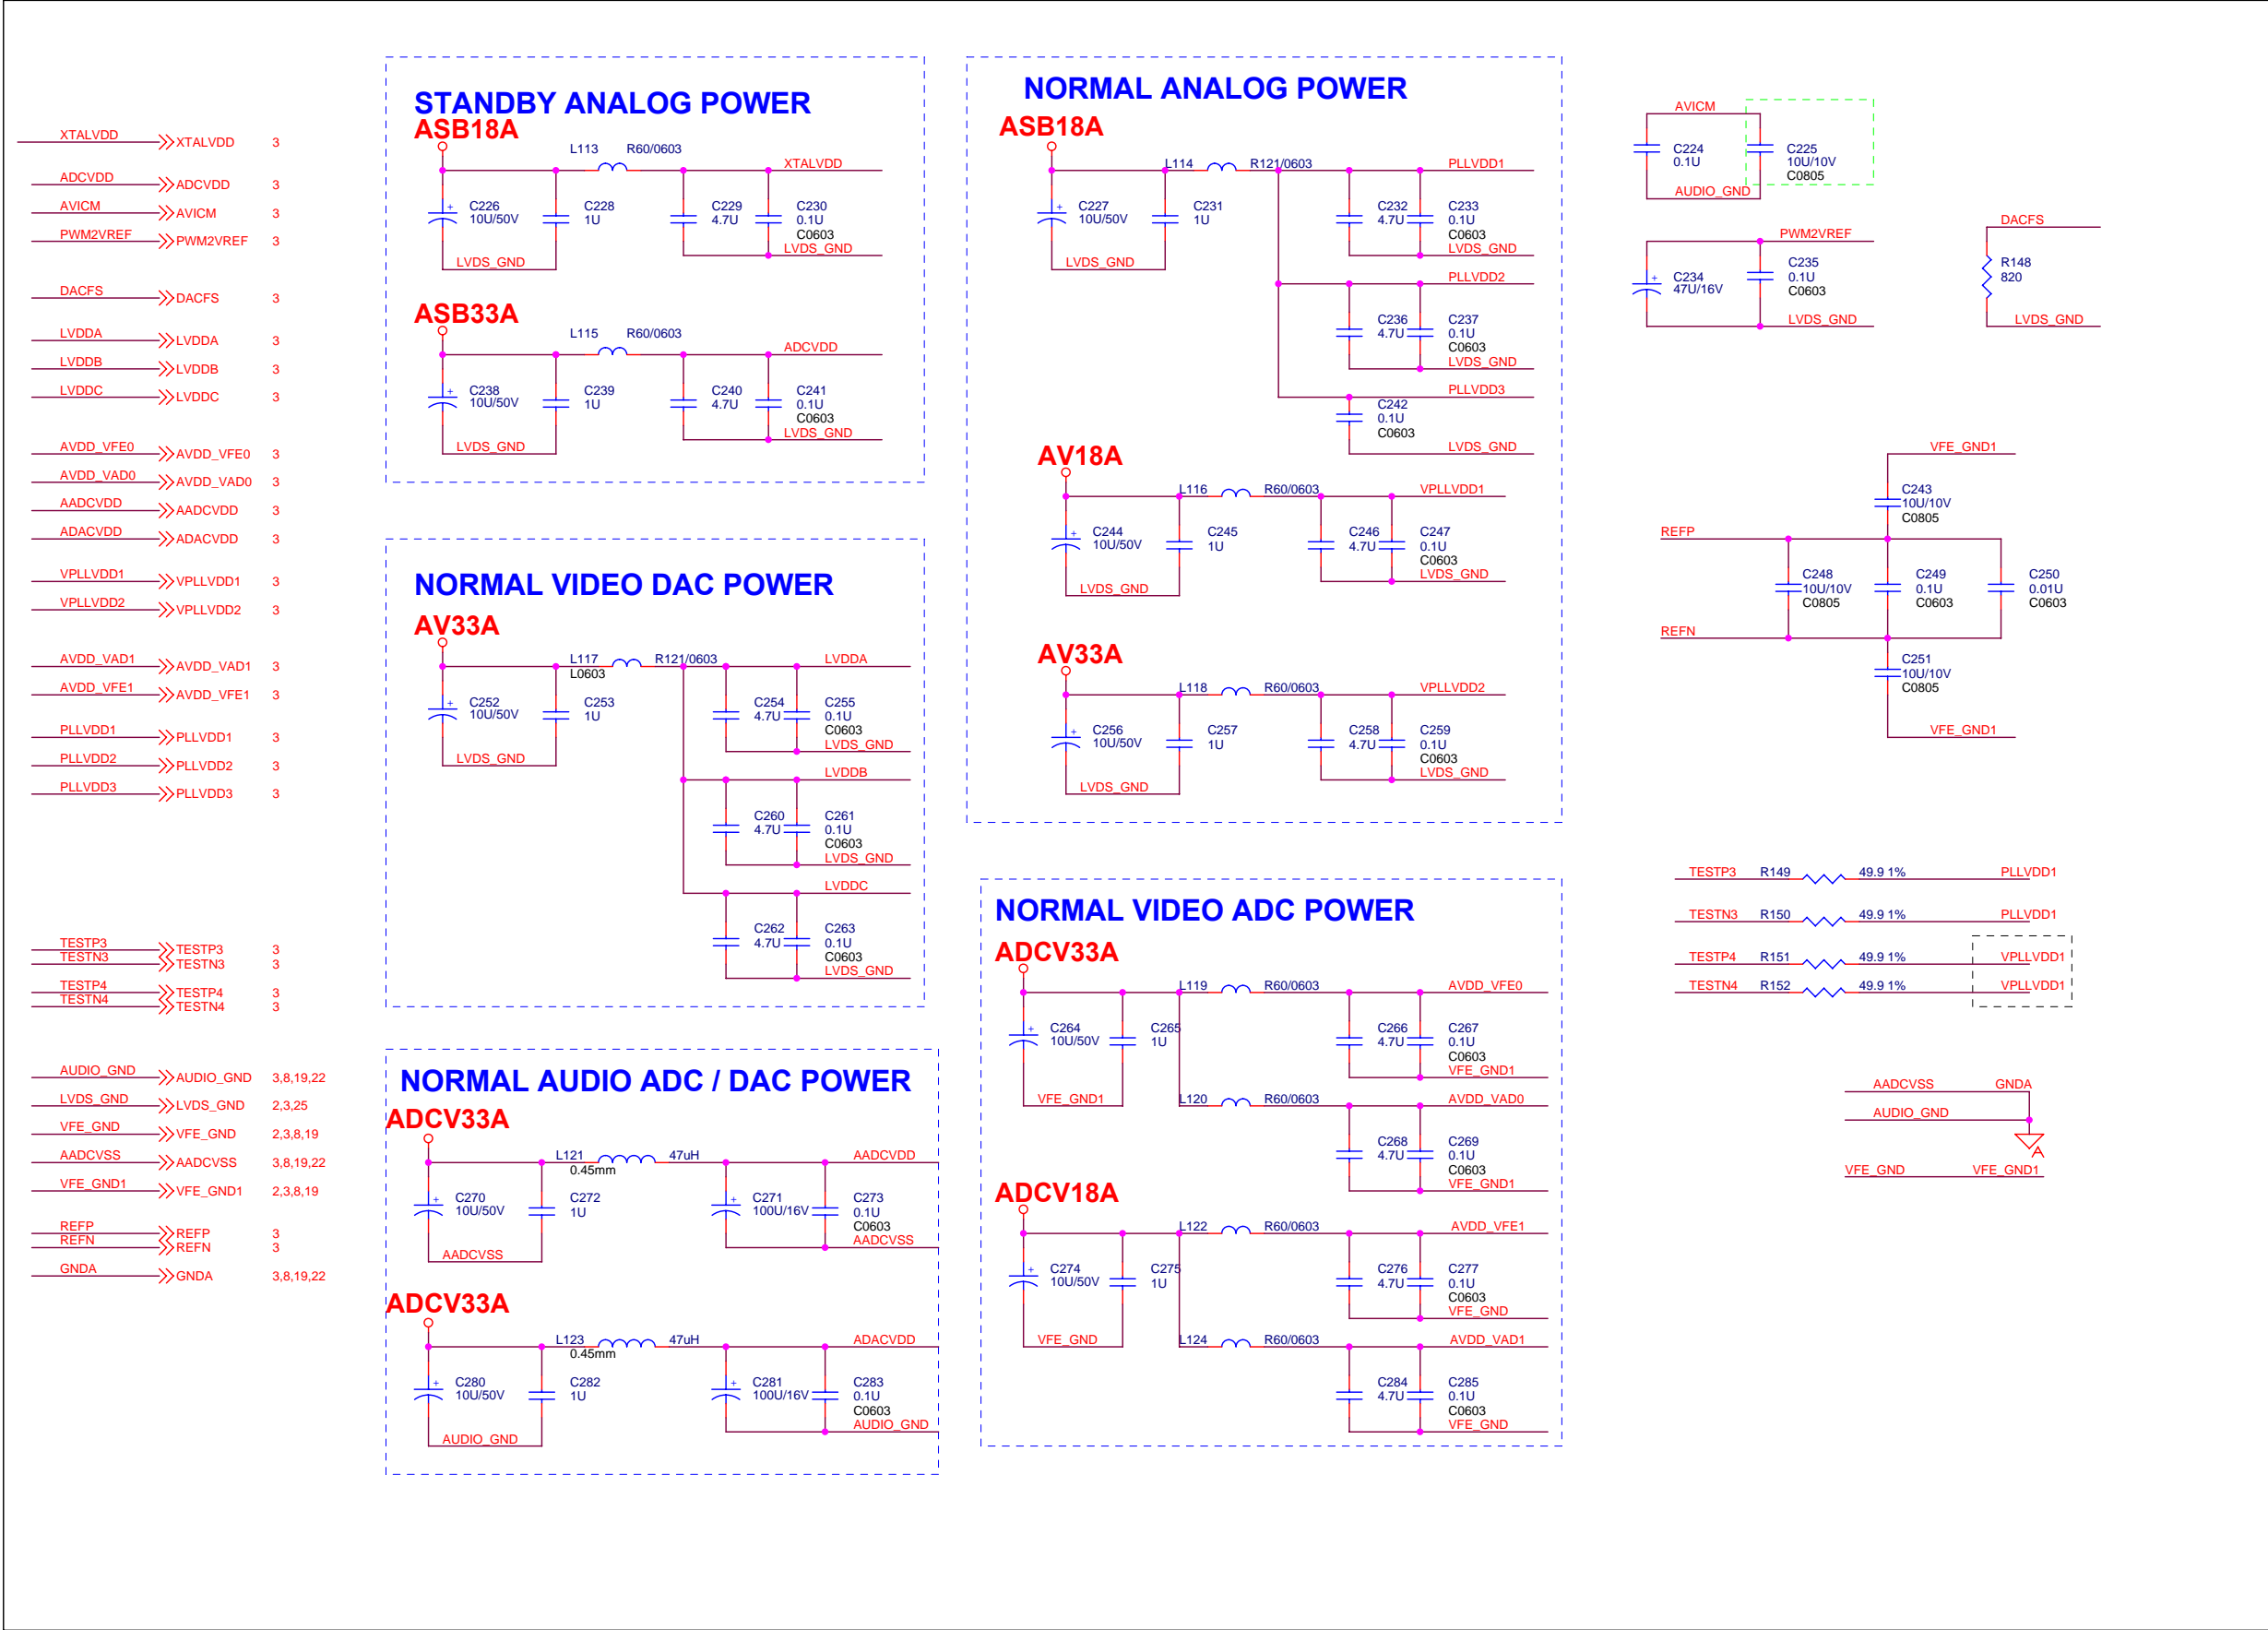 XTALVDD XTALVDD 3
ADCVDD ADCVDD 3
AVICM AVICM 3
PWM2VREF PWM2VREF 3
DACFS DACFS 3
LVDDA LVDDA 3
LVDDB LVDDB 3
LVDDC LVDDC 3
AVDD_VFE0 AVDD_VFE0 3
AVDD_VAD0 AVDD_VAD0 3
AADCVDD AADCVDD 3
ADACVDD ADACVDD 3
VPLLVDD1 VPLLVDD1 3
VPLLVDD2 VPLLVDD2 3
AVDD_VAD1 AVDD_VAD1 3
AVDD_VFE1 AVDD_VFE1 3
PLLVDD1 PLLVDD1 3
PLLVDD2 PLLVDD2 3
PLLVDD3 PLLVDD3 3
TESTP3 TESTP3 3
TESTN3 TESTN3 3
TESTP4 TESTP4 3
TESTN4 TESTN4 3
AUDIO_GND AUDIO_GND 3,8,19,22
LVDS_GND LVDS_GND 2,3,25
VFE_GND VFE_GND 2,3,8,19
AADCVSS AADCVSS 3,8,19,22
VFE_GND1 VFE_GND1 2,3,8,19
REFP REFP 3
REFN REFN 3
GNDA GNDA 3,8,19,22
STANDBY ANALOG POWER
ASB18A
L113 R60/0603
XTALVDD
C226 C228 C229 C230
10U/50V 1U 4.7U 0.1U
C0603
LVDS_GND
LVDS_GND
ASB33A
L115 R60/0603
ADCVDD
C238 C239 C240 C241
10U/50V 1U 4.7U 0.1U
C0603
LVDS_GND
LVDS_GND
NORMAL VIDEO DAC POWER
AV33A
L117 R121/0603 LVDDA
L0603
C252 C253 C254 C255
10U/50V 1U 4.7U 0.1U
C0603
LVDS_GND
LVDS_GND
LVDDB
C260 C261
4.7U 0.1U
C0603
LVDS_GND
LVDDC
C262 C263
4.7U 0.1U
C0603
LVDS_GND
NORMAL AUDIO ADC / DAC POWER
ADCV33A
L121 47uH AADCVDD
0.45mm
C270 C272 C271 C273
10U/50V 1U 100U/16V 0.1U
C0603
AADCVSS
AADCVSS
ADCV33A
L123 47uH ADACVDD
0.45mm
C280 C282 C281 C283
10U/50V 1U 100U/16V 0.1U
C0603
AUDIO_GND
AUDIO_GND
NORMAL ANALOG POWER
ASB18A
L114 R121/0603 PLLVDD1
C227 C231 C232 C233
10U/50V 1U 4.7U 0.1U
C0603
LVDS_GND
LVDS_GND
PLLVDD2
C236 C237
4.7U 0.1U
C0603
LVDS_GND
PLLVDD3
C242
0.1U
C0603
LVDS_GND
AV18A
L116 R60/0603 VPLLVDD1
C244 C245 C246 C247
10U/50V 1U 4.7U 0.1U
C0603
LVDS_GND
LVDS_GND
AV33A
L118 R60/0603 VPLLVDD2
C256 C257 C258 C259
10U/50V 1U 4.7U 0.1U
C0603
LVDS_GND
LVDS_GND
NORMAL VIDEO ADC POWER
ADCV33A
L119 R60/0603 AVDD_VFE0
C264 C265 C266 C267
10U/50V 1U 4.7U 0.1U
C0603
VFE_GND1
VFE_GND1 L120 R60/0603 AVDD_VAD0
C268 C269
4.7U 0.1U
C0603
VFE_GND1
ADCV18A
L122 R60/0603 AVDD_VFE1
C274 C275 C276 C277
10U/50V 1U 4.7U 0.1U
C0603
VFE_GND
VFE_GND L124 R60/0603 AVDD_VAD1
C284 C285
4.7U 0.1U
C0603
VFE_GND
AVICM
C224 C225
0.1U 10U/10V
C0805
AUDIO_GND
PWM2VREF
C234 C235
47U/16V 0.1U
C0603
LVDS_GND
DACFS
R148
820
LVDS_GND
VFE_GND1
C243
10U/10V
C0805
REFP
C248 C249 C250
10U/10V 0.1U 0.01U
C0805 C0603 C0603
REFN
C251
10U/10V
C0805
VFE_GND1
TESTP3 R149 49.9 1% PLLVDD1
TESTN3 R150 49.9 1% PLLVDD1
TESTP4 R151 49.9 1% VPLLVDD1
TESTN4 R152 49.9 1% VPLLVDD1
AADCVSS GNDA
AUDIO_GND
A
VFE_GND VFE_GND1